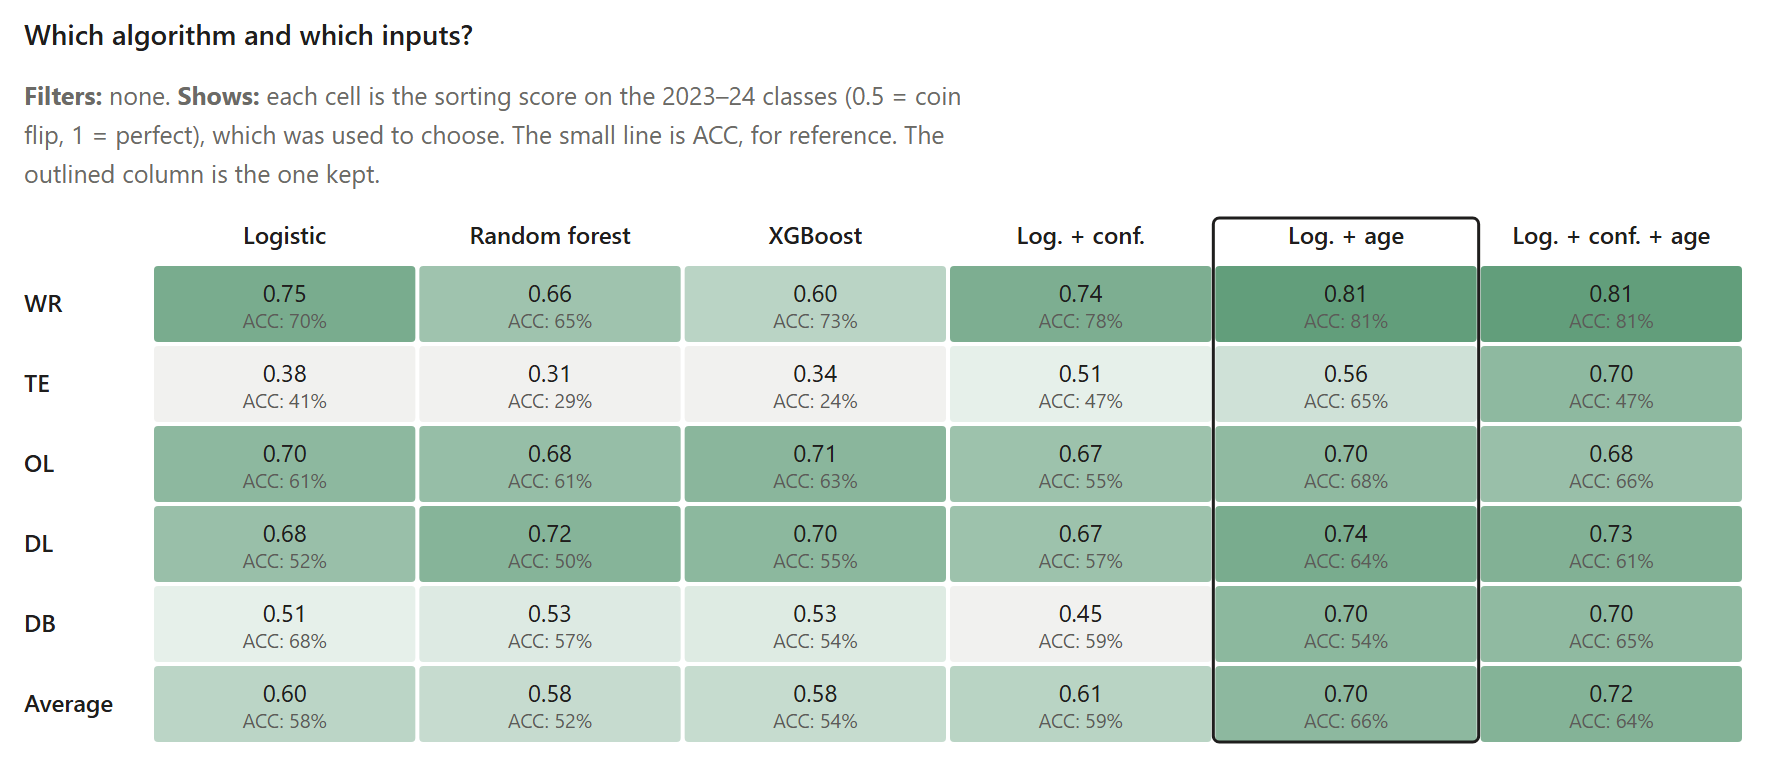 Which algorithm and which inputs?
Filters: none. Shows: each cell is the sorting score on the 2023–24 classes (0.5 = coin
flip, 1 = perfect), which was used to choose. The small line is ACC, for reference. The
outlined column is the one kept.
Logistic Random forest XGBoost Log. + conf. Log. + age Log. + conf. + age
WR 0.75 0.66 0.60 0.74 0.81 0.81
ACC: 70% ACC: 65% ACC: 73% ACC: 78% ACC: 81% ACC: 81%
TE 0.38 0.31 0.34 0.51 0.56 0.70
ACC: 41% ACC: 29% ACC: 24% ACC: 47% ACC: 65% ACC: 47%
OL 0.70 0.68 0.71 0.67 0.70 0.68
ACC: 61% ACC: 61% ACC: 63% ACC: 55% ACC: 68% ACC: 66%
DL 0.68 0.72 0.70 0.67 0.74 0.73
ACC: 52% ACC: 50% ACC: 55% ACC: 57% ACC: 64% ACC: 61%
DB 0.51 0.53 0.53 0.45 0.70 0.70
ACC: 68% ACC: 57% ACC: 54% ACC: 59% ACC: 54% ACC: 65%
Average 0.60 0.58 0.58 0.61 0.70 0.72
ACC: 58% ACC: 52% ACC: 54% ACC: 59% ACC: 66% ACC: 64%